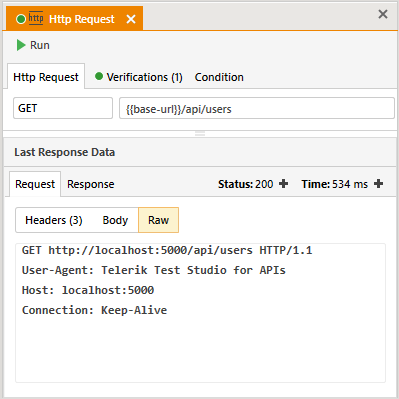 http Http Request
Run
Http Request Verifications (1) Condition
GET {{base-url}}/api/users
Last Response Data
Request Response Status: 200 Time: 534 ms
Headers (3) Body Raw
GET http://localhost:5000/api/users HTTP/1.1
User-Agent: Telerik Test Studio for APIs
Host: localhost:5000
Connection: Keep-Alive